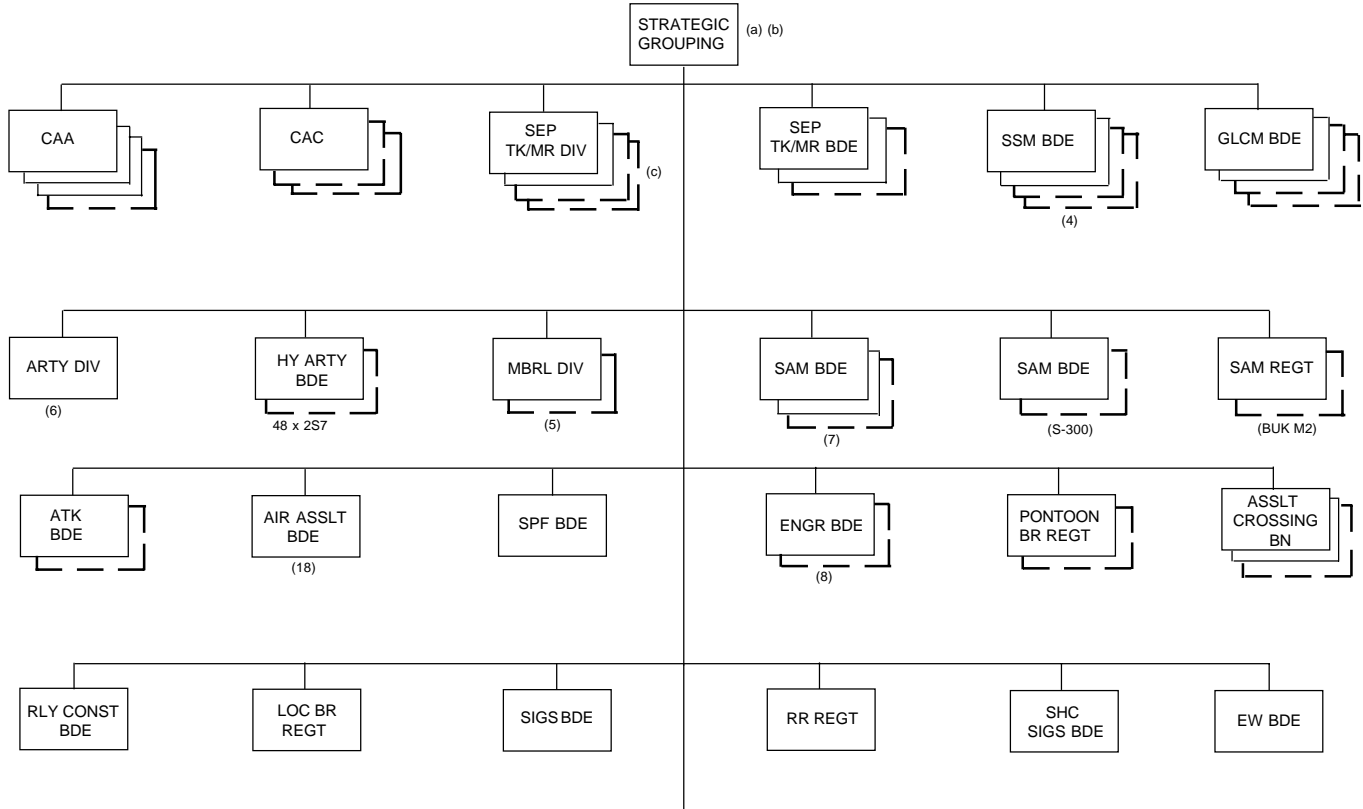 STRATEGIC
GROUPING
(a) (b)
CAA
CAC
SEP
TK/MR DIV
(c)
SEP
TK/MR BDE
SSM BDE
(4)
GLCM BDE
ARTY DIV
(6)
HY ARTY
BDE
48 x 2S7
MBRL DIV
(5)
SAM BDE
(7)
SAM BDE
(S-300)
SAM REGT
(BUK M2)
ATK
BDE
AIR ASSLT
BDE
(18)
SPF BDE
ENGR BDE
(8)
PONTOON
BR REGT
ASSLT
CROSSING
BN
RLY CONST
BDE
LOC BR
REGT
SIGS BDE
RR REGT
SHC
SIGS BDE
EW BDE